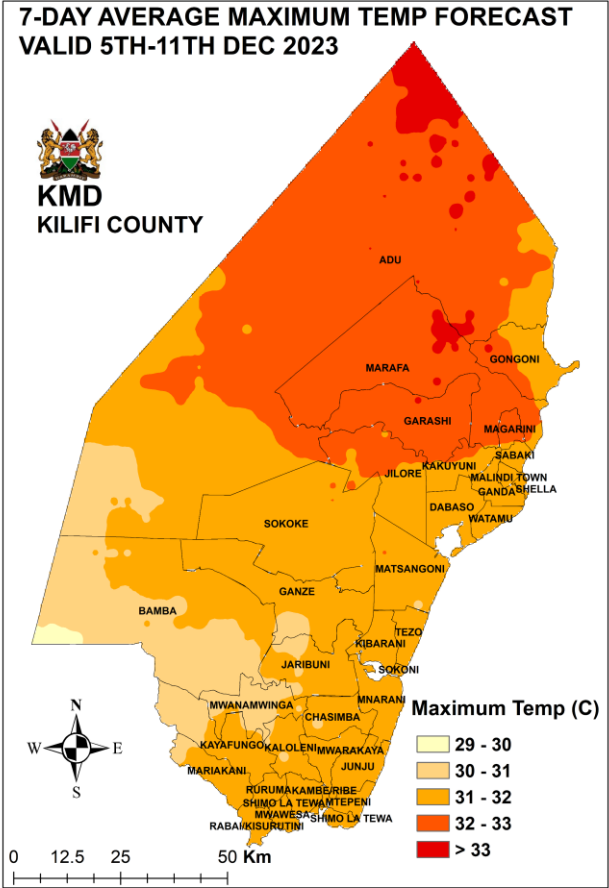 7-DAY AVERAGE MAXIMUM TEMP FORECAST
VALID 5TH-11TH DEC 2023
KMD
KILIFI COUNTY
ADU
GONGONI
MARAFA
GARASHI
MAGARINI
SABAKI
KAKUYUNI
JILORE
MALINDI TOWN
GANDA SHELLA
DABASO
WATAMU
SOKOKE
MATSANGONI
GANZE
BAMBA
TEZO
KIBARANI
JARIBUNI
SOKONI
MNARANI
MWANAMWINGA
CHASIMBA
KAYAFUNGO KALOLENI MWARAKAYA
MARIAKANI
JUNJU
RURUMA KAMBE/RIBE
SHIMO LA TEWA MTEPENI
MWAWESA SHIMO LA TEWA
RABAI/KISURUTINI
N
W E
S
Maximum Temp (C)
29 - 30
30 - 31
31 - 32
32 - 33
> 33
0 12.5 25 50 Km